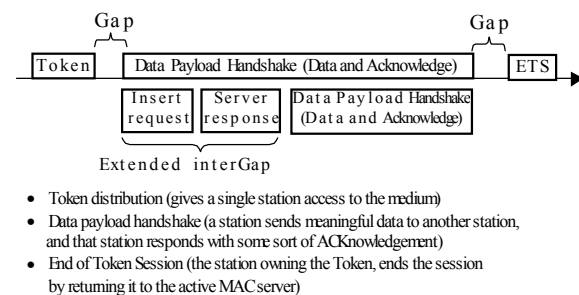 Gap
Gap
Token
Data Payload Handshake (Data and Acknowledge)
ETS
Insert
request
Server
response
Data Payload Handshake
(Data and Acknowledge)
Extended interGap
• Token distribution (gives a single station access to the medium)
• Data payload handshake (a station sends meaningful data to another station,
and that station responds with some sort of ACKnowledgement)
• End of Token Session (the station owning the Token, ends the session
by returning it to the active MAC server)